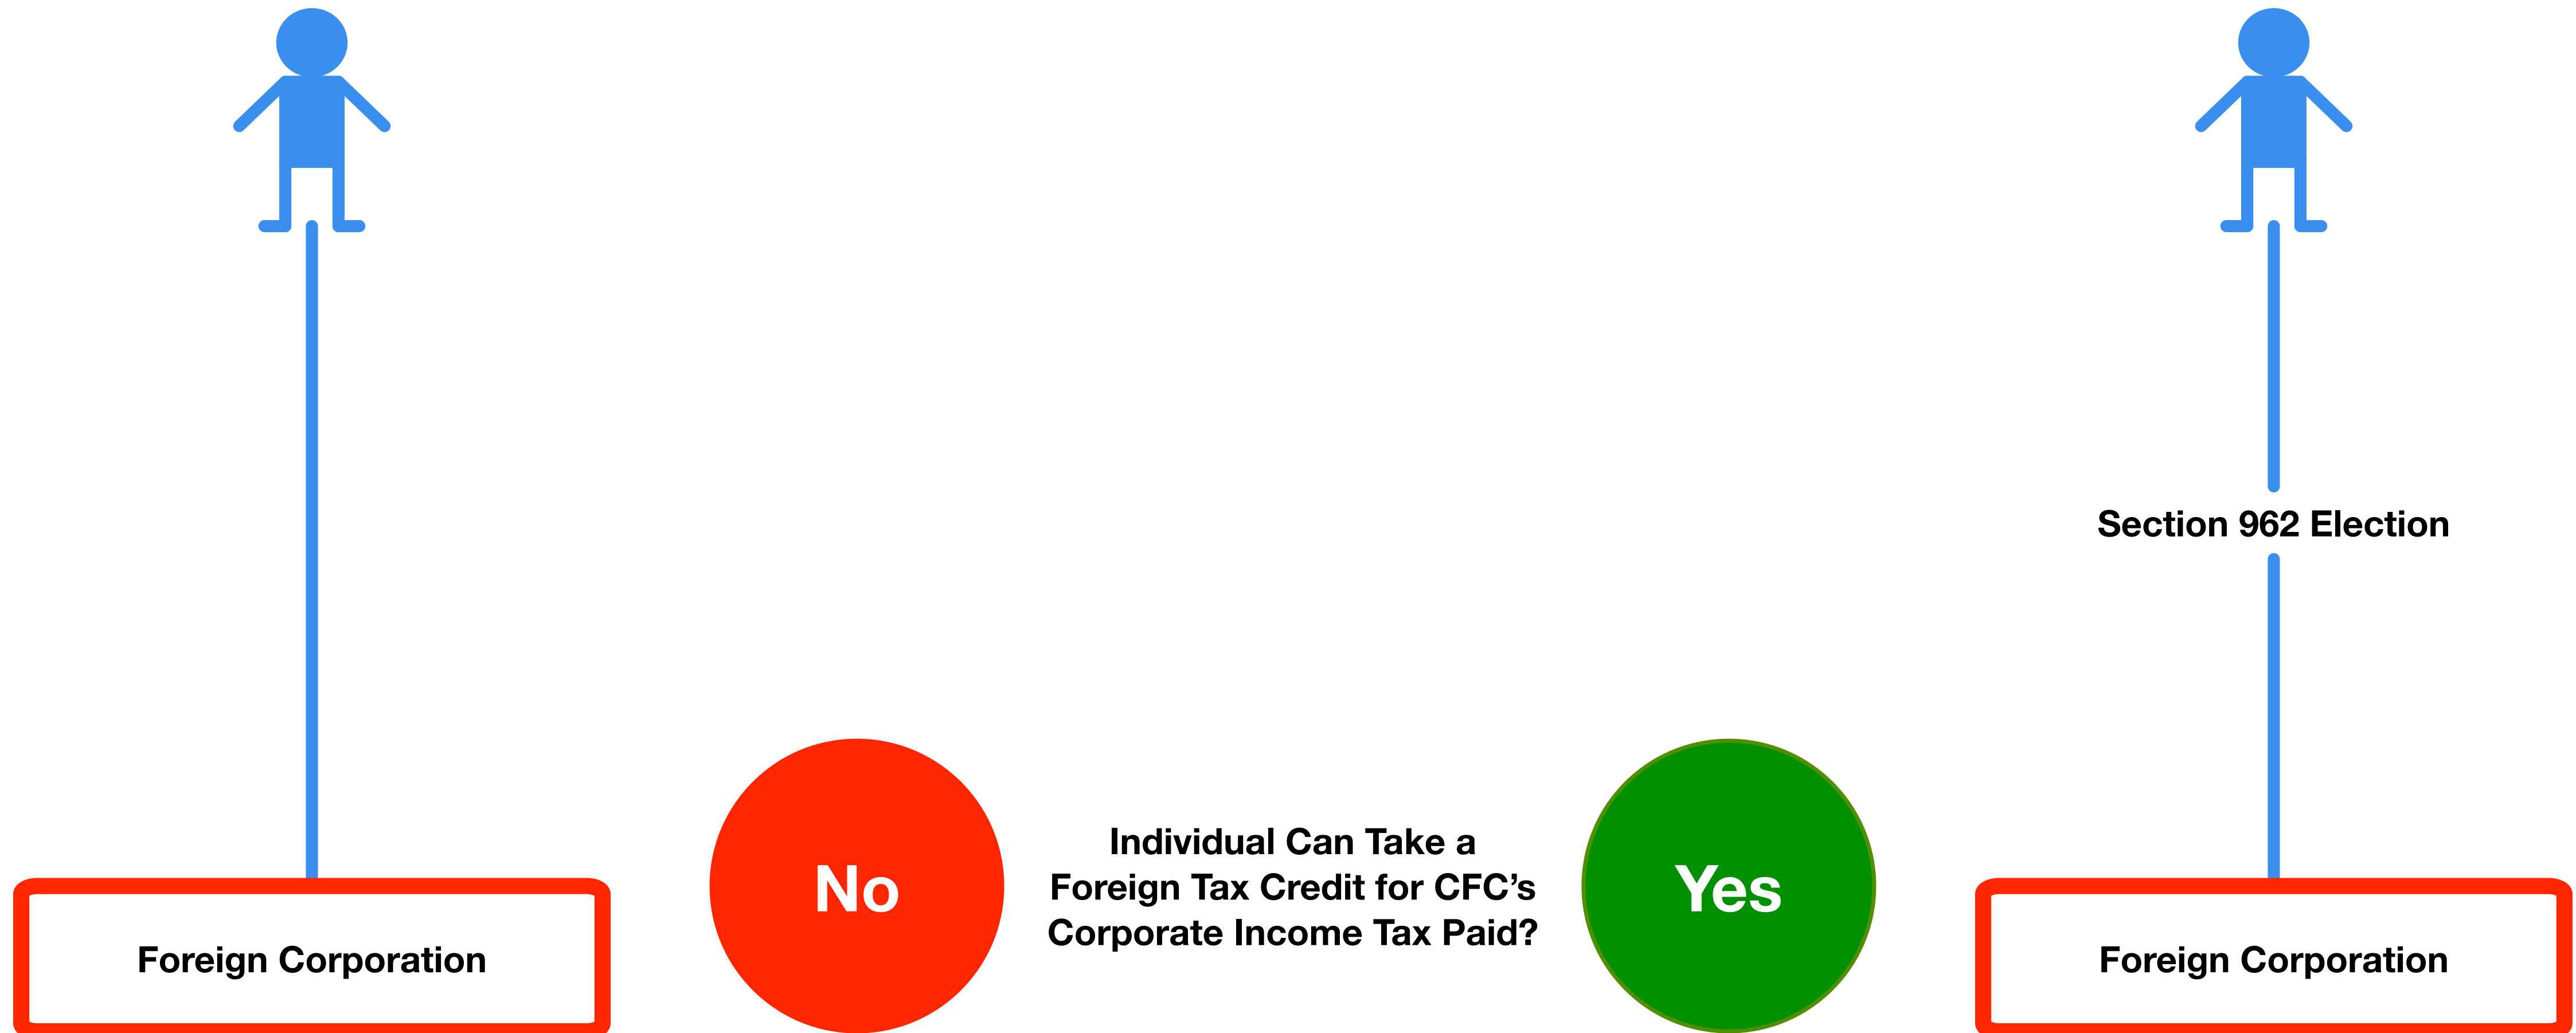 Section 962 Election
No
Individual Can Take a
Foreign Tax Credit for CFC’s
Corporate Income Tax Paid?
Yes
Foreign Corporation
Foreign Corporation